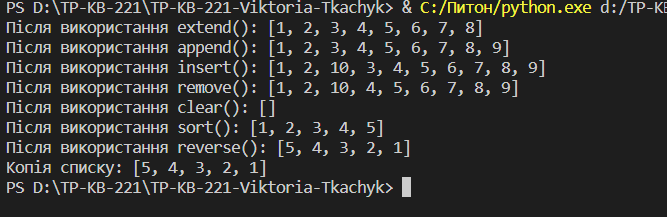 PS D:\TP-KB-221\TP-KB-221-Viktoria-Tkachyk> & C:/Питон/python.exe d:/TP-K
Після використання extend(): [1, 2, 3, 4, 5, 6, 7, 8]
Після використання append(): [1, 2, 3, 4, 5, 6, 7, 8, 9]
Після використання insert(): [1, 2, 10, 3, 4, 5, 6, 7, 8, 9]
Після використання remove(): [1, 2, 10, 4, 5, 6, 7, 8, 9]
Після використання clear(): []
Після використання sort(): [1, 2, 3, 4, 5]
Після використання reverse(): [5, 4, 3, 2, 1]
Копія списку: [5, 4, 3, 2, 1]
PS D:\TP-KB-221\TP-KB-221-Viktoria-Tkachyk>